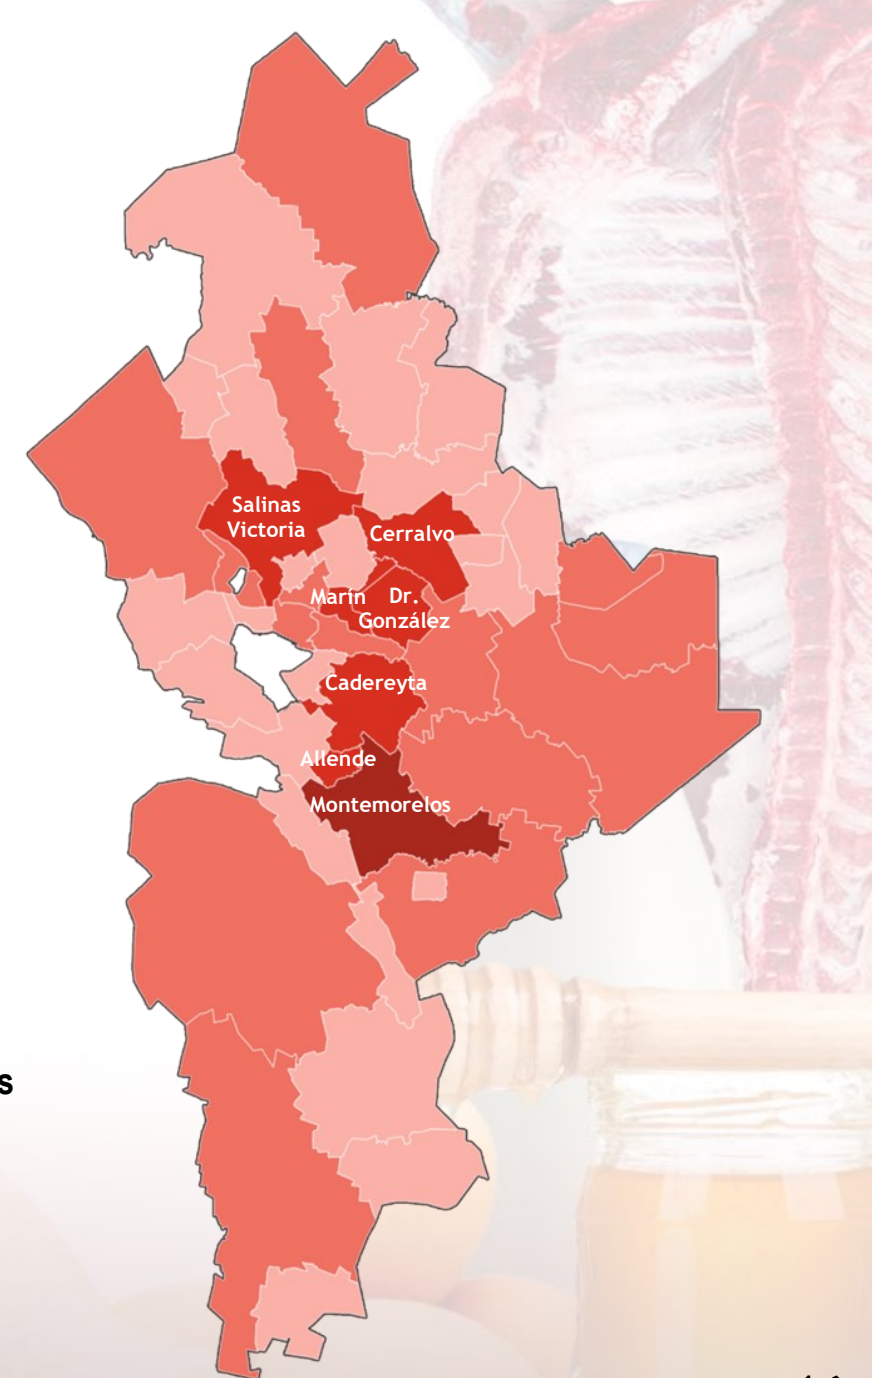 Salinas
Victoria
Cerralvo
Marín
Dr.
González
Cadereyta
Allende
Montemorelos
s